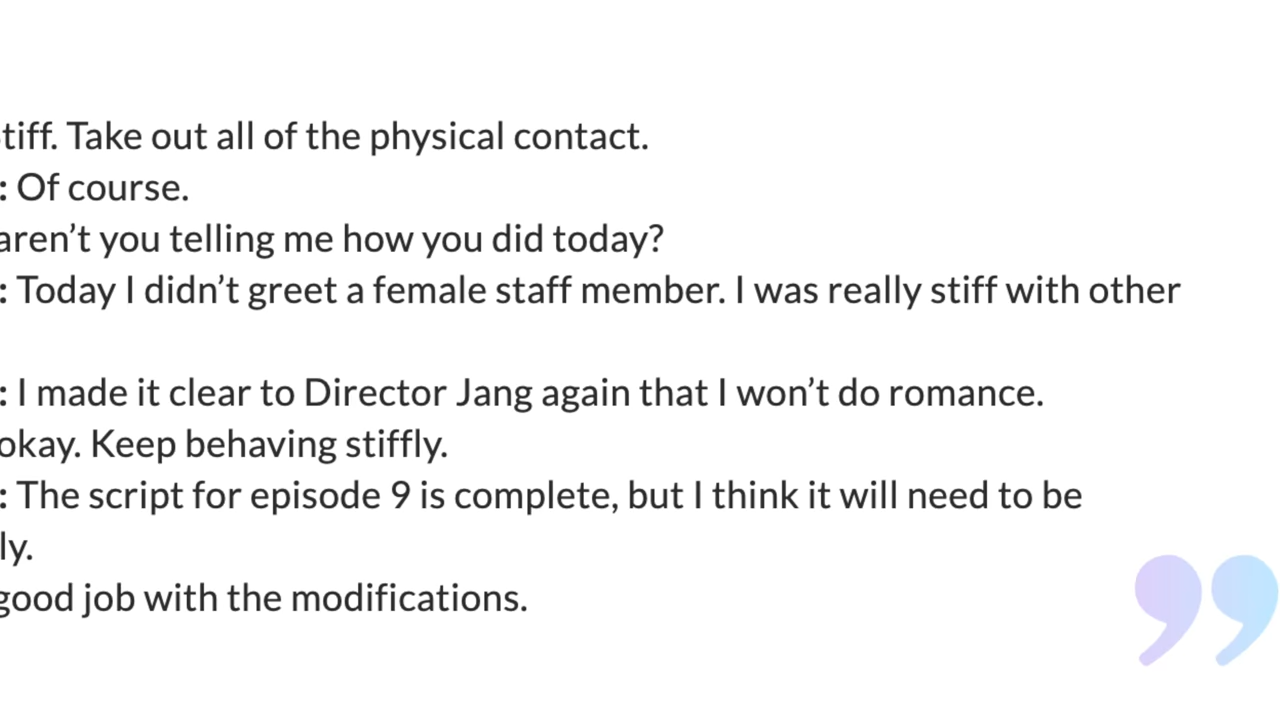 tiff. Take out all of the physical contact.
: Of course.
aren’t you telling me how you did today?
: Today I didn’t greet a female staff member. I was really stiff with other
: I made it clear to Director Jang again that I won’t do romance.
okay. Keep behaving stiffly.
: The script for episode 9 is complete, but I think it will need to be
ly.
good job with the modifications.
”